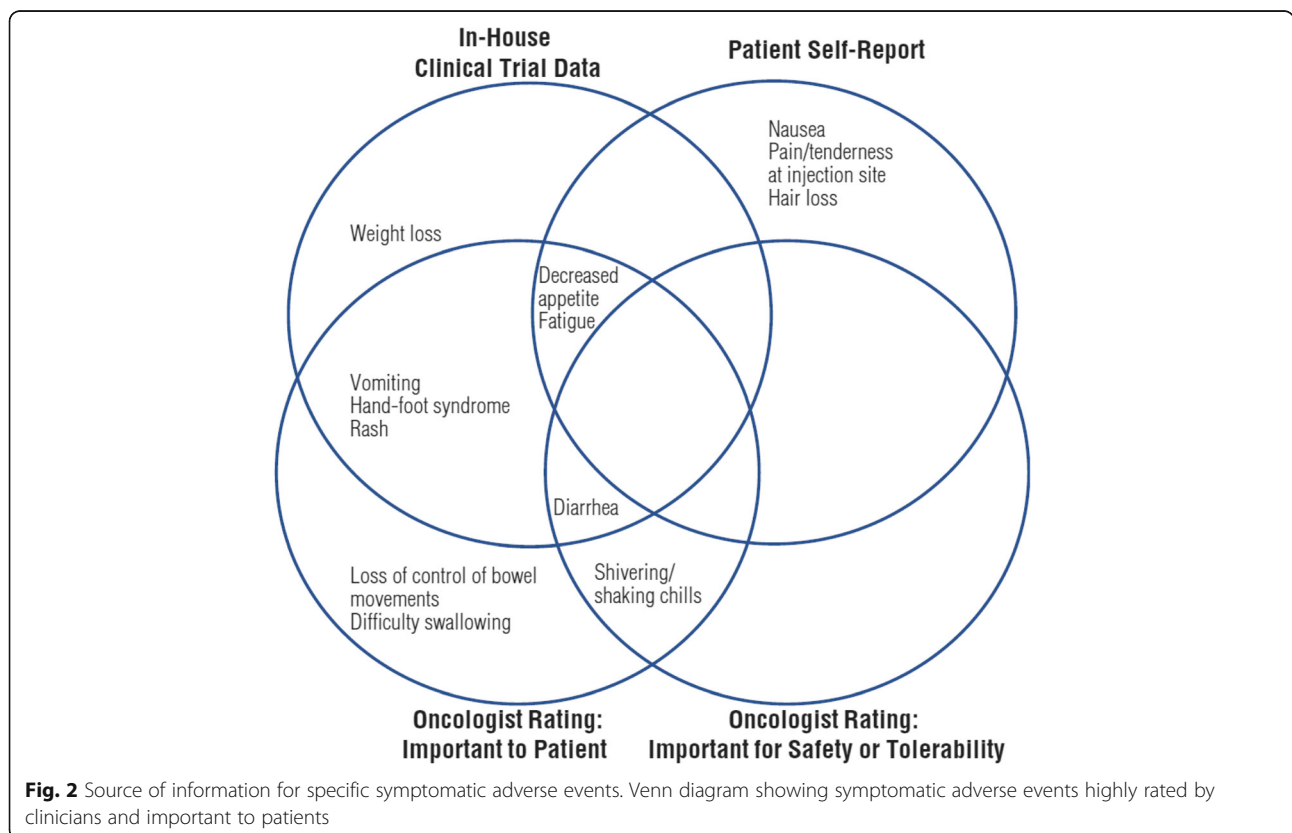 In-House
Clinical Trial Data
Patient Self-Report
Nausea
Pain/tenderness
at injection site
Hair loss
Weight loss
Decreased
appetite
Fatigue
Vomiting
Hand-foot syndrome
Rash
Diarrhea
Loss of control of bowel
movements
Difficulty swallowing
Shivering/
shaking chills
Oncologist Rating:
Important to Patient
Oncologist Rating:
Important for Safety or Tolerability
Fig. 2 Source of information for specific symptomatic adverse events. Venn diagram showing symptomatic adverse events highly rated by
clinicians and important to patients